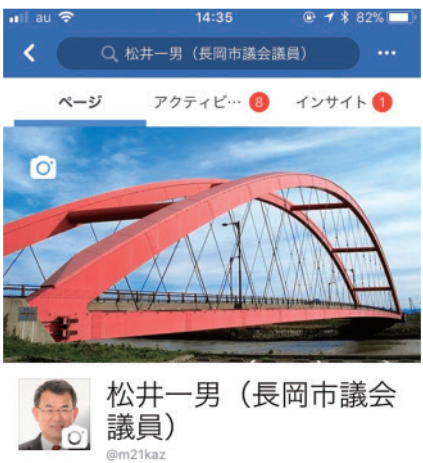 au 14:35 82%
松井一男（長岡市議会議員）
ページ アクティビ… 8 インサイト 1
松井一男（長岡市議会
議員）
@m21kaz